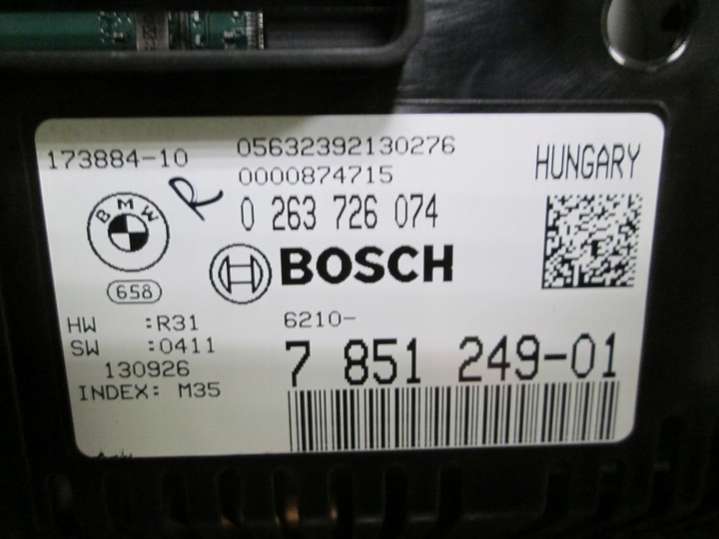 173884-10
05632392130276
0000874715
HUNGARY
R
0 263 726 074
BMW
BOSCH
658
HW :R31
SW :0411
130926
INDEX: M35
6210-
7 851 249-01